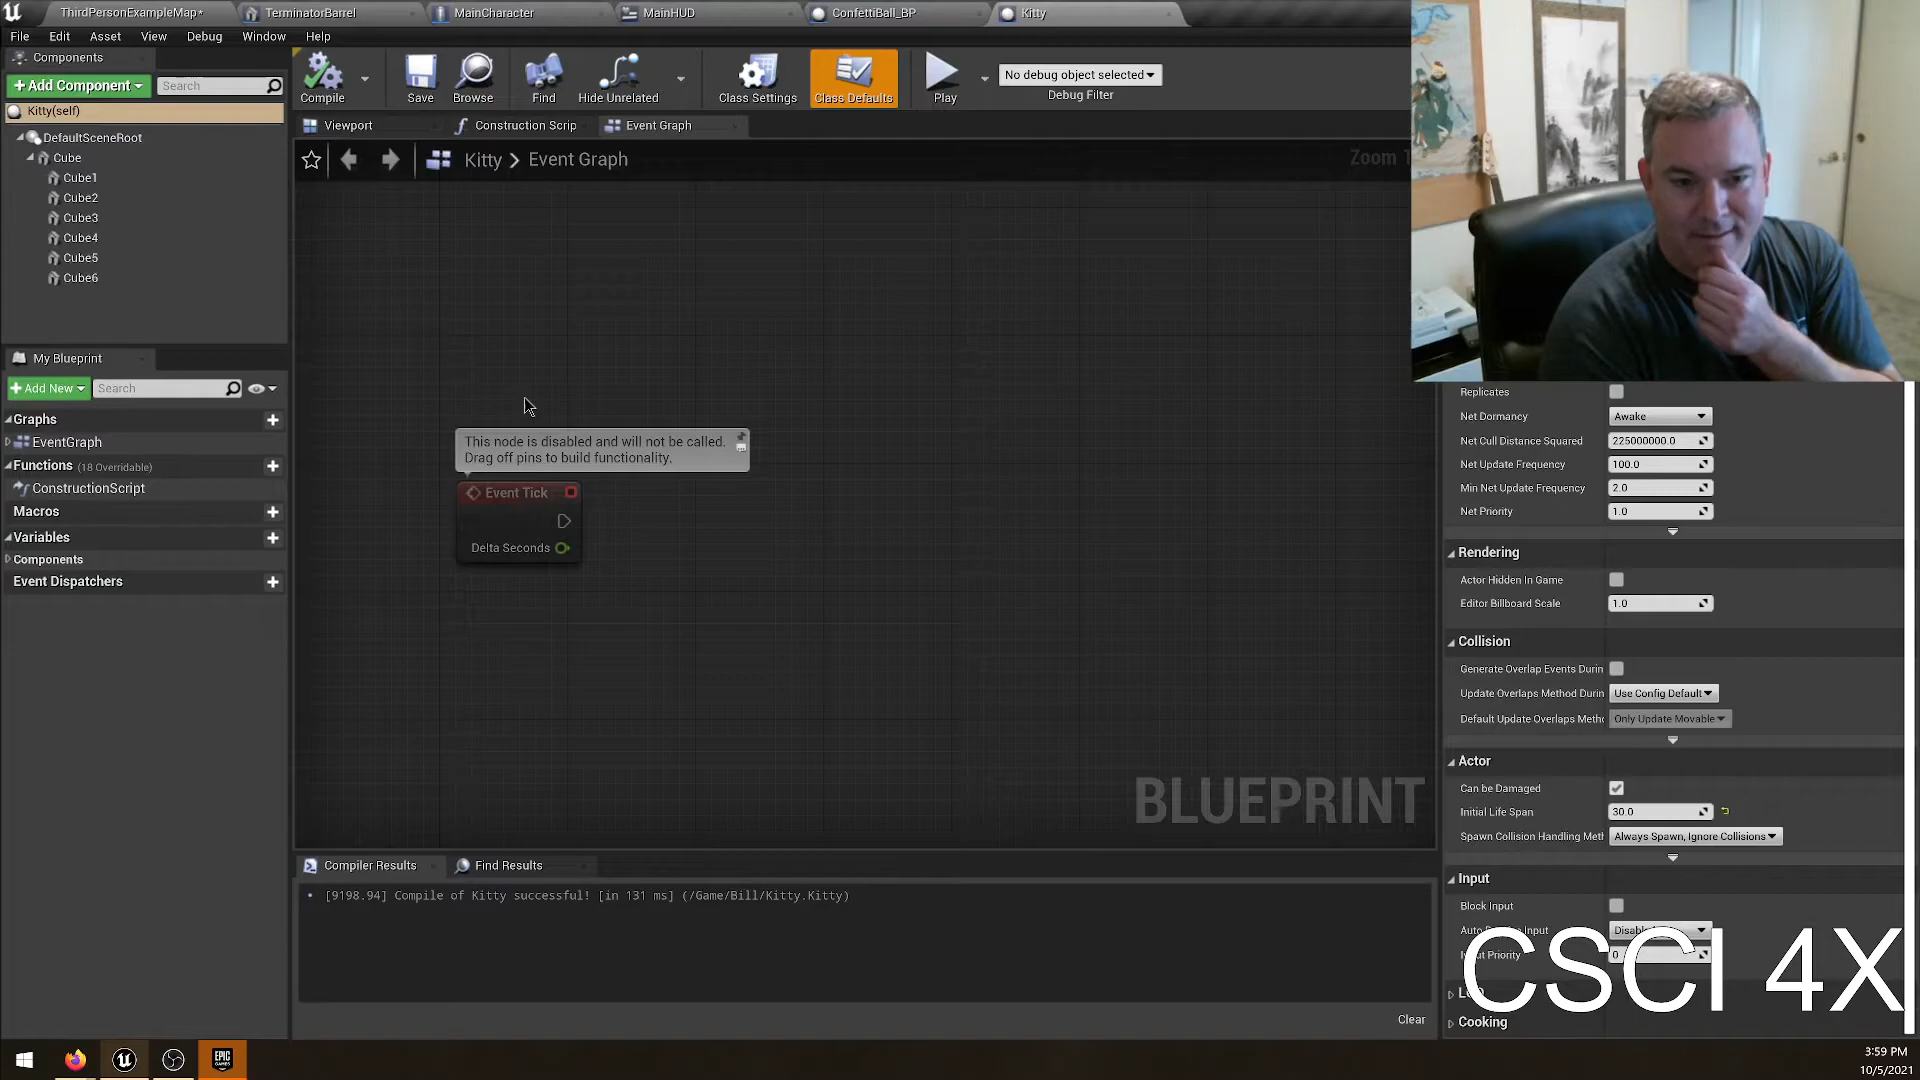 ThirdPersonExampleMap*
TerminatorBarrel
MainCharacter
MainHUD
ConfettiBall_BP
Kitty
File Edit Asset View Debug Window Help
Components
+ Add Component
Search
Compile
Save
Browse
Find
Hide Unrelated
Class Settings
Class Defaults
Play
No debug object selected
Debug Filter
Kitty(self)
DefaultSceneRoot
Cube
Cube1
Cube2
Cube3
Cube4
Cube5
Cube6
Viewport
Construction Scrip
Event Graph
Kitty > Event Graph
Zoom
This node is disabled and will not be called.
Drag off pins to build functionality.
Event Tick
Delta Seconds
BLUEPRINT
My Blueprint
+ Add New
Search
Graphs
EventGraph
Functions (18 Overridable)
ConstructionScript
Macros
Variables
Components
Event Dispatchers
Compiler Results
Find Results
• [9198.94] Compile of Kitty successful! [in 131 ms] (/Game/Bill/Kitty.Kitty)
Clear
Replicates
Net Dormancy Awake
Net Cull Distance Squared 225000000.0
Net Update Frequency 100.0
Min Net Update Frequency 2.0
Net Priority 1.0
Rendering
Actor Hidden In Game
Editor Billboard Scale 1.0
Collision
Generate Overlap Events Durin
Update Overlaps Method Durin Use Config Default
Default Update Overlaps Metho Only Update Movable
Actor
Can be Damaged
Initial Life Span 30.0
Spawn Collision Handling Meth Always Spawn, Ignore Collisions
Input
Block Input
Input
Priority 0
Cooking
CSCI 4X
EPIC GAMES
3:59 PM
10/5/2021